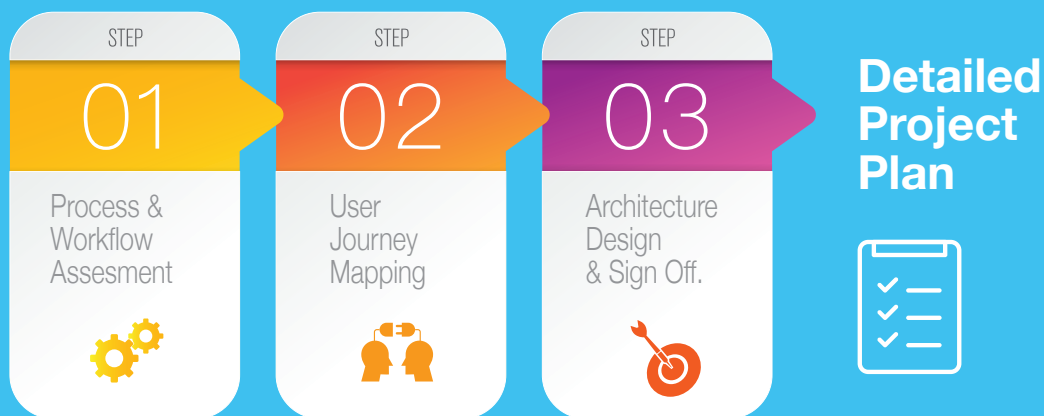 STEP
01
Process &
Workflow
Assesment
STEP
02
User
Journey
Mapping
STEP
03
Architecture
Design
& Sign Off.
Detailed
Project
Plan